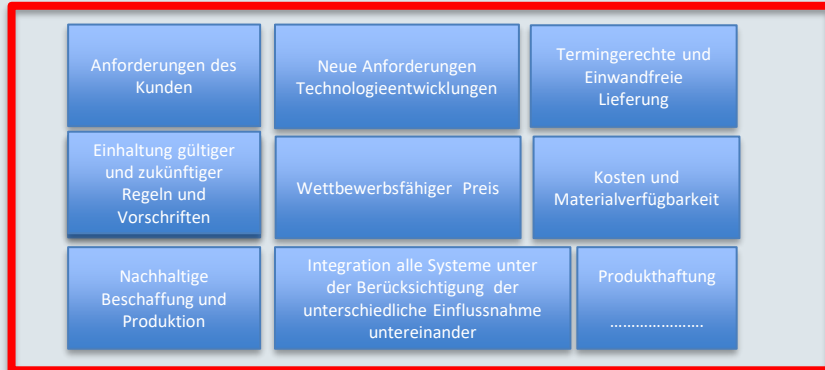 Anforderungen des
Kunden
Neue Anforderungen
Technologieentwicklungen
Termingerechte und
Einwandfreie
Lieferung
Einhaltung gültiger
und zukünftiger
Regeln und
Vorschriften
Wettbewerbsfähiger Preis
Kosten und
Materialverfügbarkeit
Nachhaltige
Beschaffung und
Produktion
Integration alle Systeme unter
der Berücksichtigung der
unterschiedliche Einflussnahme
untereinander
Produkthaftung
......................